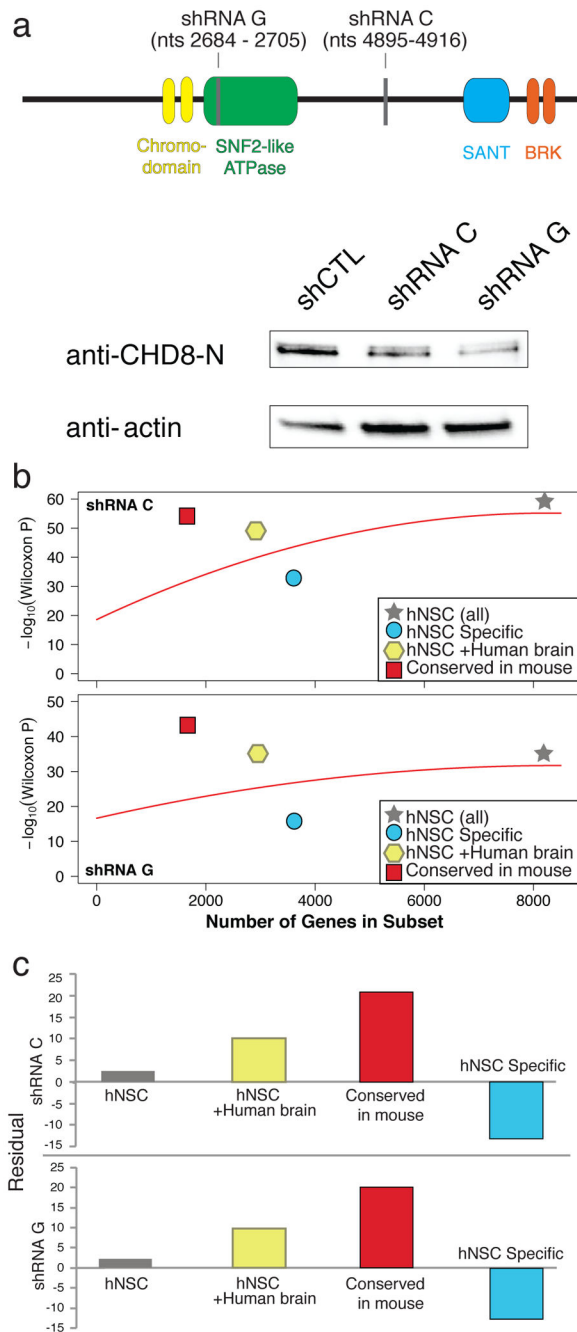 a
shRNA G
(nts 2684 - 2705)
shRNA C
(nts 4895-4916)
Chromo-
domain
SNF2-like
ATPase
SANT
BRK
shCTL
shRNA C
shRNA G
anti-CHD8-N
anti-actin
b
shRNA C
60
50
40
30
20
10
0
−log10(Wilcoxon P)
hNSC (all)
hNSC Specific
hNSC +Human brain
Conserved in mouse
50
40
30
20
10
0
−log10(Wilcoxon P)
hNSC (all)
hNSC Specific
hNSC +Human brain
Conserved in mouse
shRNA G
0
2000
4000
6000
8000
Number of Genes in Subset
c
Residual
shRNA C
25
20
15
10
5
0
-5
-10
-15
hNSC
hNSC
+Human brain
Conserved
in mouse
hNSC Specific
shRNA G
25
20
15
10
5
0
-5
-10
-15
hNSC
hNSC
+Human brain
Conserved
in mouse
hNSC Specific